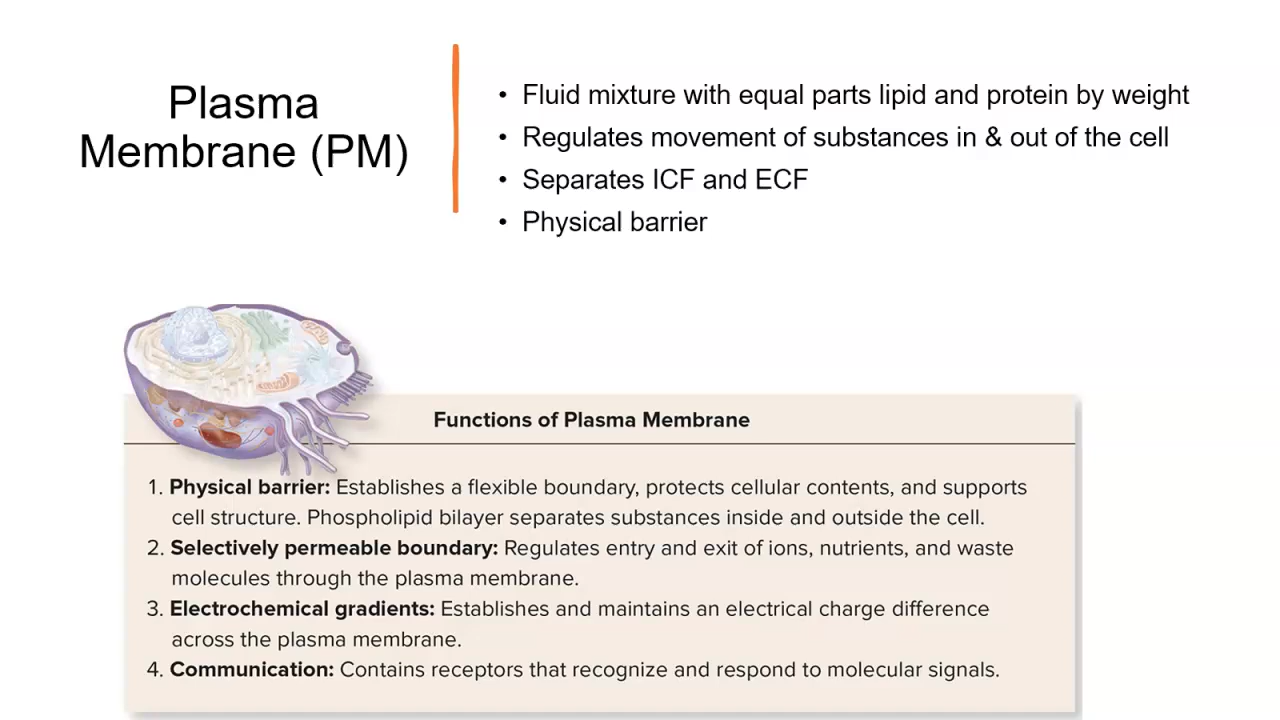 Plasma
Membrane (PM)
• Fluid mixture with equal parts lipid and protein by weight
• Regulates movement of substances in & out of the cell
• Separates ICF and ECF
• Physical barrier
Functions of Plasma Membrane
1. Physical barrier: Establishes a flexible boundary, protects cellular contents, and supports
cell structure. Phospholipid bilayer separates substances inside and outside the cell.
2. Selectively permeable boundary: Regulates entry and exit of ions, nutrients, and waste
molecules through the plasma membrane.
3. Electrochemical gradients: Establishes and maintains an electrical charge difference
across the plasma membrane.
4. Communication: Contains receptors that recognize and respond to molecular signals.